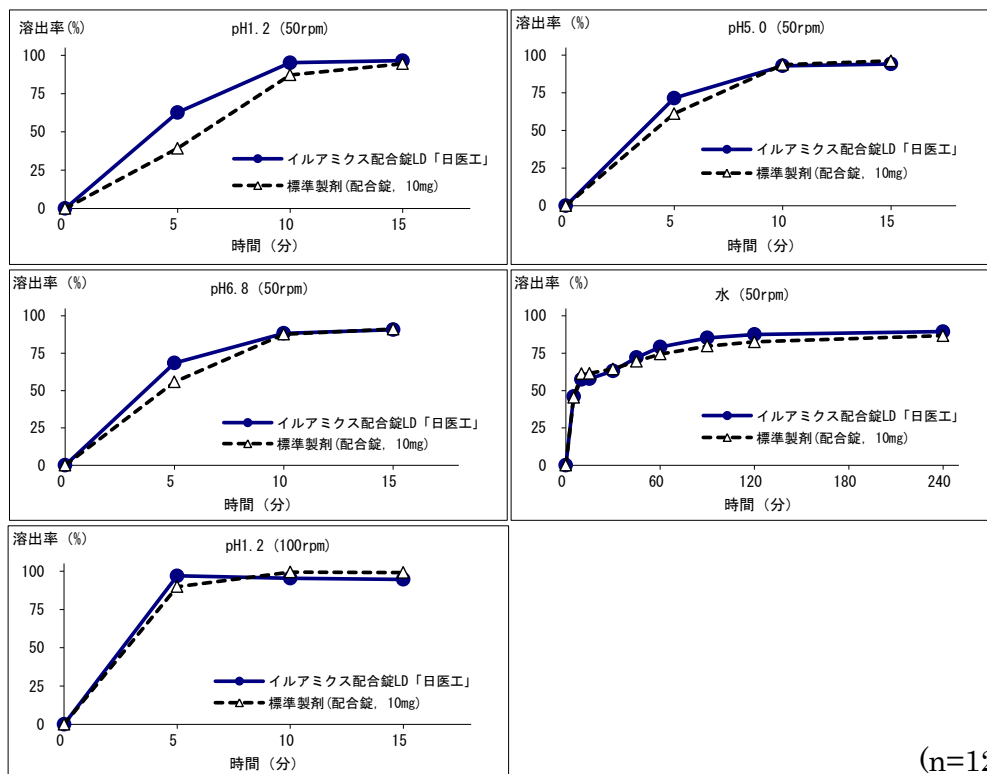 溶出率(%)
pH1.2 (50rpm)
100
75
50
25
0
イルアミクス配合錠LD「日医工」
標準製剤(配合錠, 10mg)
0 5 10 15
時間 (分)
溶出率 (%)
pH5.0 (50rpm)
100
75
50
25
0
イルアミクス配合錠LD「日医工」
標準製剤(配合錠, 10mg)
0 5 10 15
時間 (分)
溶出率 (%)
pH6.8 (50rpm)
100
75
50
25
0
イルアミクス配合錠LD「日医工」
標準製剤(配合錠, 10mg)
0 5 10 15
時間 (分)
溶出率 (%)
水 (50rpm)
100
75
50
25
0
イルアミクス配合錠LD「日医工」
標準製剤(配合錠, 10mg)
0 60 120 180 240
時間 (分)
溶出率 (%)
pH1.2 (100rpm)
100
75
50
25
0
イルアミクス配合錠LD「日医工」
標準製剤(配合錠, 10mg)
0 5 10 15
時間 (分)
(n=12